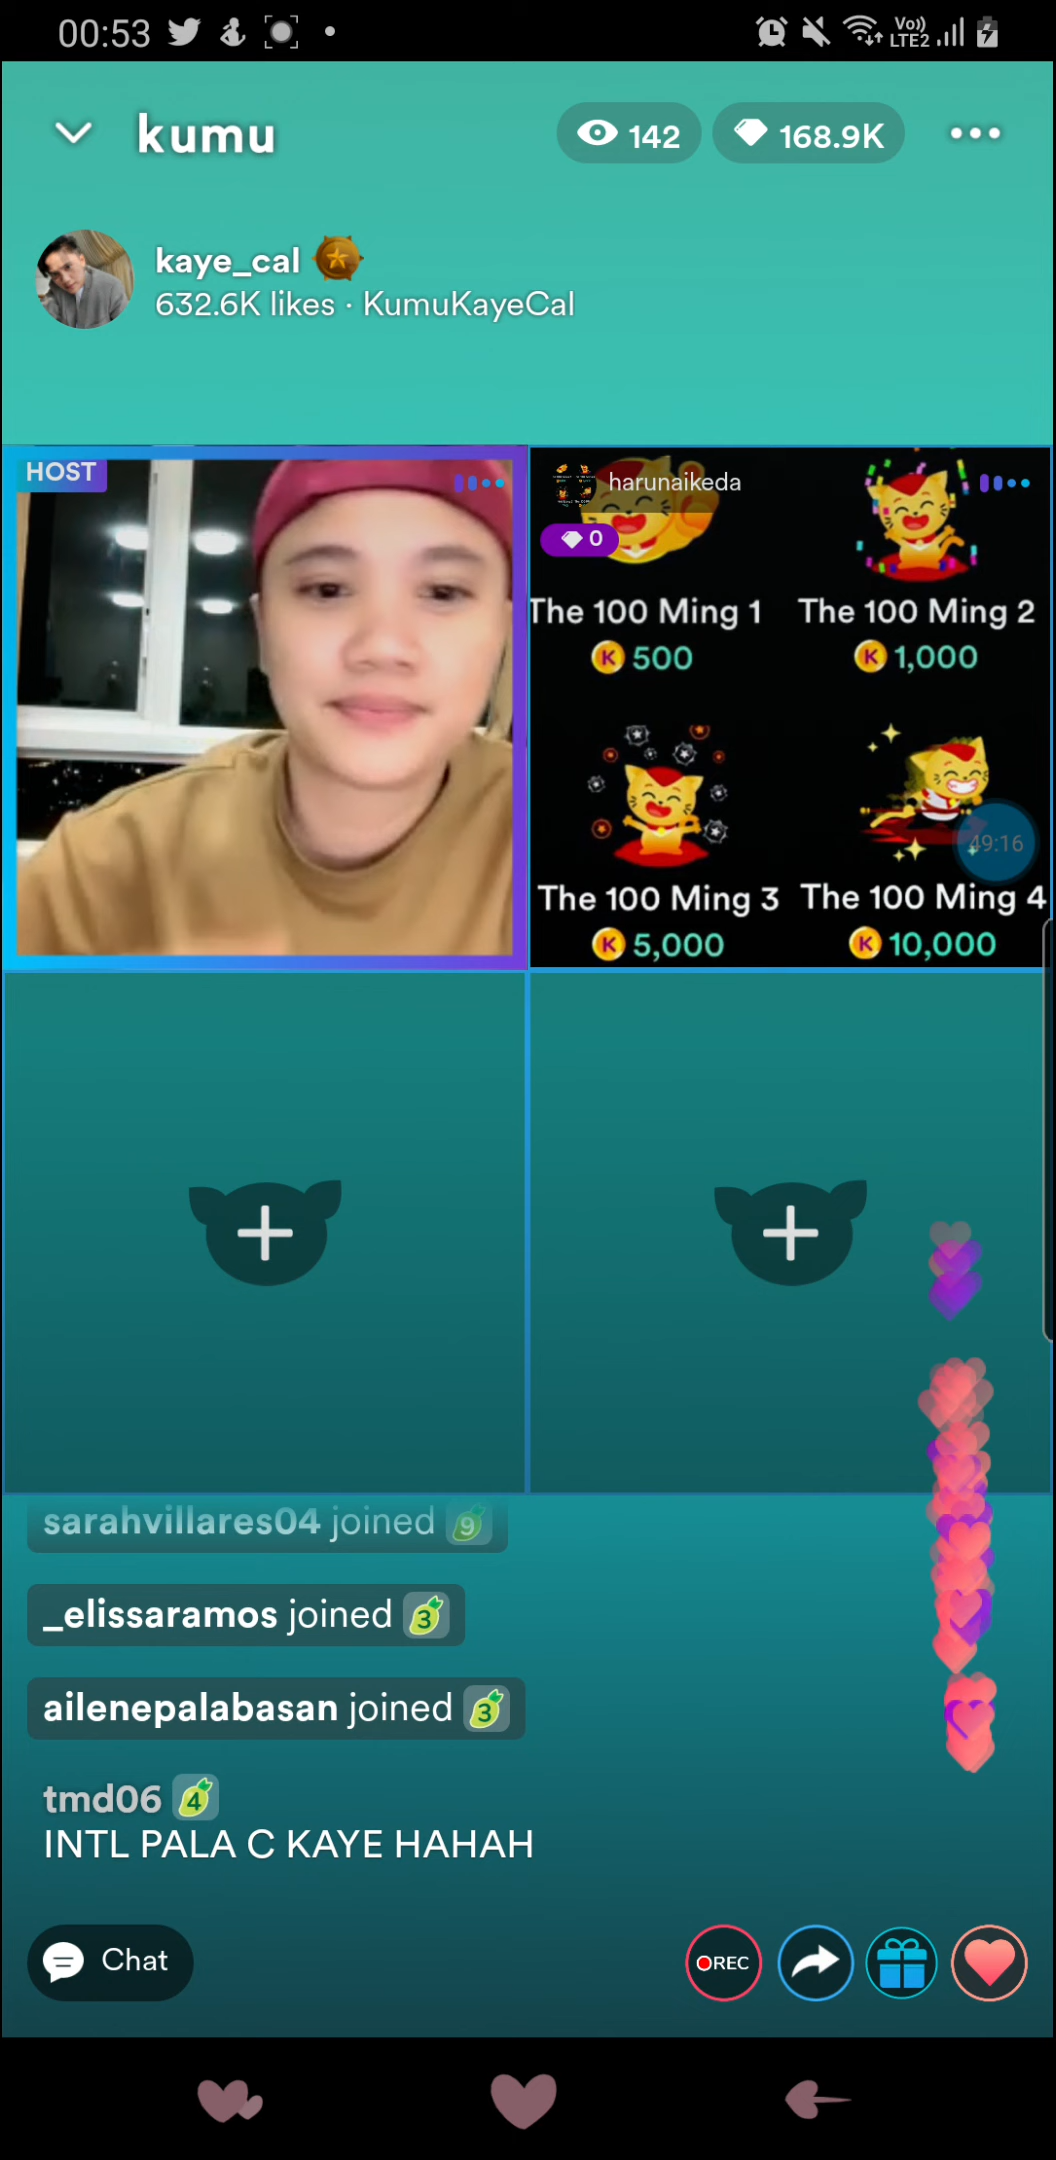 00:53
Vo)) LTE2
kumu
142
168.9K
kaye_cal
632.6K likes · KumuKayeCal
HOST
harunaikeda
0
The 100 Ming 1
The 100 Ming 2
K 500
K 1,000
49:16
The 100 Ming 3
The 100 Ming 4
K 5,000
K 10,000
sarahvillares04 joined 9
_elissaramos joined 3
ailenepalabasan joined 3
tmd06 4
INTL PALA C KAYE HAHAH
Chat
REC